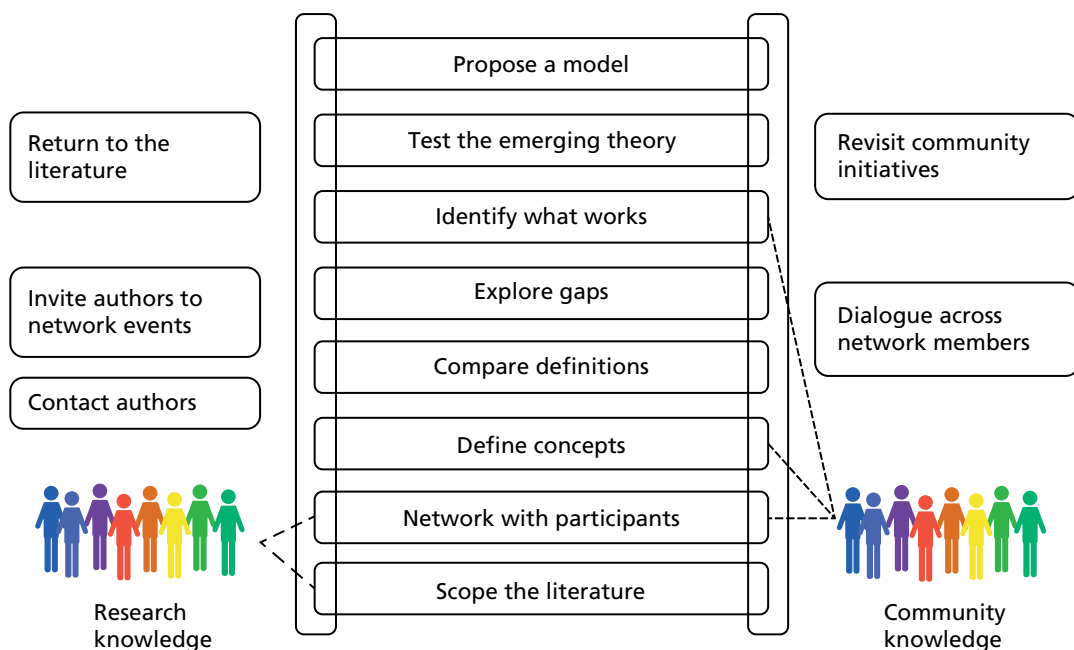 Propose a model
Test the emerging theory
Identify what works
Explore gaps
Compare definitions
Define concepts
Network with participants
Scope the literature
Return to the
literature
Invite authors to
network events
Contact authors
Research
knowledge
Revisit community
initiatives
Dialogue across
network members
Community
knowledge